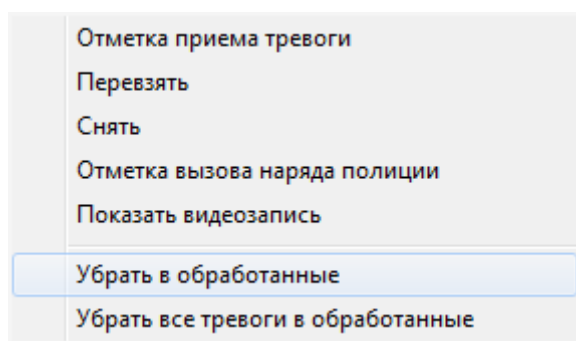 Отметка приема тревоги
Перевзять
Снять
Отметка вызова наряда полиции
Показать видеозапись
Убрать в обработанные
Убрать все тревоги в обработанные